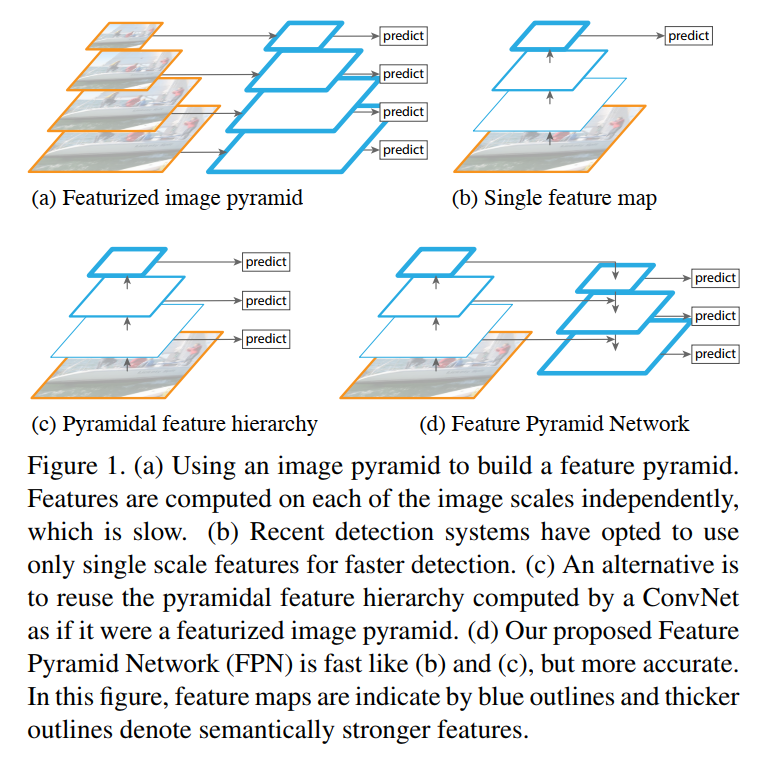 predict
predict
predict
predict
predict
(a) Featurized image pyramid
(b) Single feature map
predict
predict
predict
predict
predict
predict
(c) Pyramidal feature hierarchy
(d) Feature Pyramid Network
Figure 1. (a) Using an image pyramid to build a feature pyramid.
Features are computed on each of the image scales independently,
which is slow. (b) Recent detection systems have opted to use
only single scale features for faster detection. (c) An alternative is
to reuse the pyramidal feature hierarchy computed by a ConvNet
as if it were a featurized image pyramid. (d) Our proposed Feature
Pyramid Network (FPN) is fast like (b) and (c), but more accurate.
In this figure, feature maps are indicate by blue outlines and thicker
outlines denote semantically stronger features.